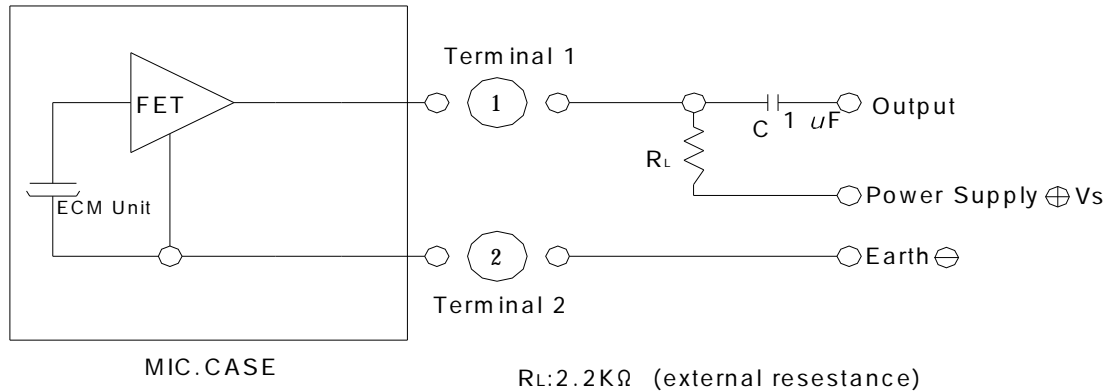 Terminal 1
FET
1
C 1 uF
Output
RL
ECM Unit
Power Supply ⊕ Vs
2
Earth ⊖
Terminal 2
MIC.CASE
RL:2.2KΩ (external resestance)